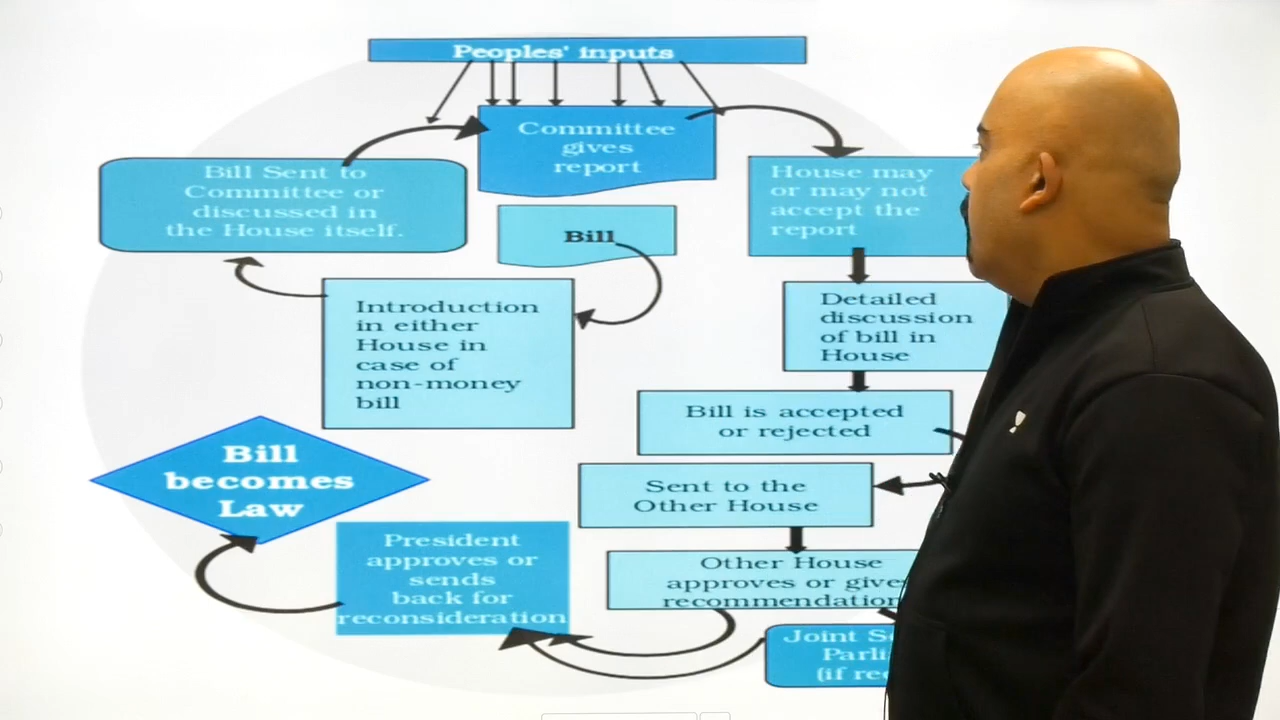 Peoples' inputs
Committee
gives
report
Bill Sent to
Committee or
discussed in
the House itself.
House may
or may not
accept the
report
Bill
Introduction
in either
House in
case of
non-money
bill
Detailed
discussion
of bill in
House
Bill is accepted
or rejected
Bill
becomes
Law
Sent to the
Other House
President
approves or
sends
back for
reconsideration
Other House
approves or
recommendation
Joint
(if